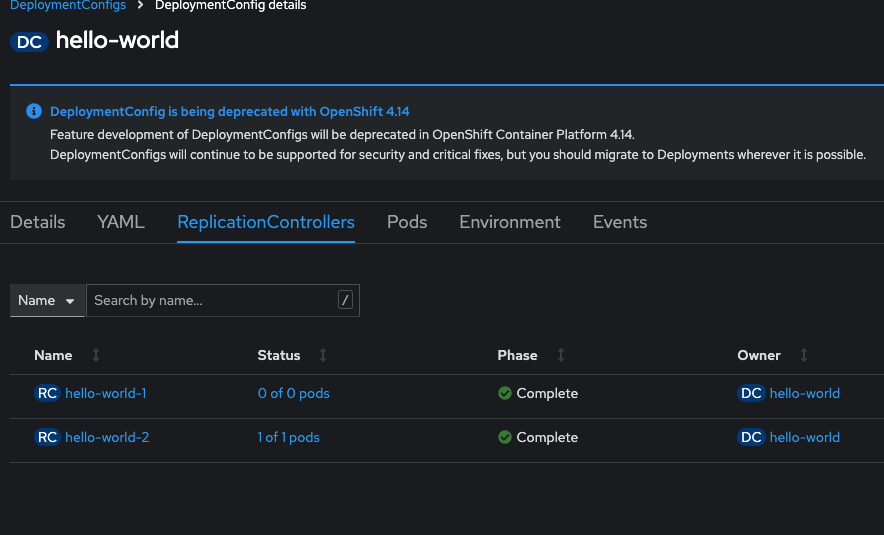 DeploymentConfigs > DeploymentConfig details
DC hello-world
DeploymentConfig is being deprecated with OpenShift 4.14
Feature development of DeploymentConfigs will be deprecated in OpenShift Container Platform 4.14.
DeploymentConfigs will continue to be supported for security and critical fixes, but you should migrate to Deployments wherever it is possible.
Details YAML ReplicationControllers Pods Environment Events
Name Search by name... /
Name Status Phase Owner
RC hello-world-1 0 of 0 pods Complete DC hello-world
RC hello-world-2 1 of 1 pods Complete DC hello-world